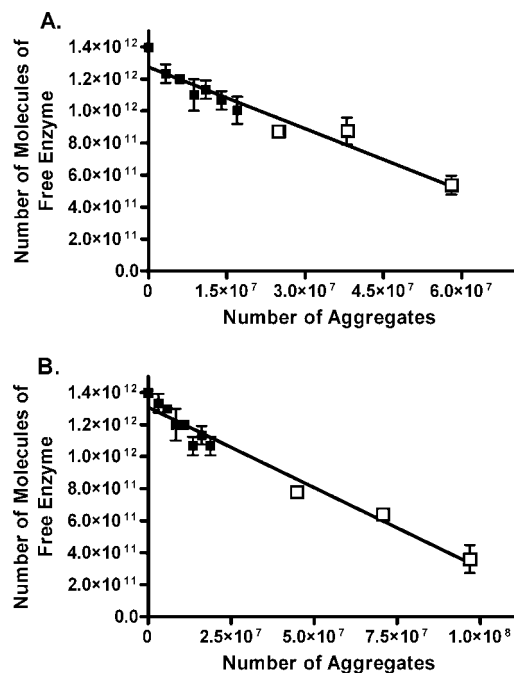 A.
Number of Molecules of
Free Enzyme
1.4×10¹²
1.2×10¹²
1.0×10¹²
8.0×10¹¹
6.0×10¹¹
4.0×10¹¹
2.0×10¹¹
0.0
0 1.5×10⁷ 3.0×10⁷ 4.5×10⁷ 6.0×10⁷
Number of Aggregates
B.
Number of Molecules of
Free Enzyme
1.4×10¹²
1.2×10¹²
1.0×10¹²
8.0×10¹¹
6.0×10¹¹
4.0×10¹¹
2.0×10¹¹
0.0
0 2.5×10⁷ 5.0×10⁷ 7.5×10⁷ 1.0×10⁸
Number of Aggregates